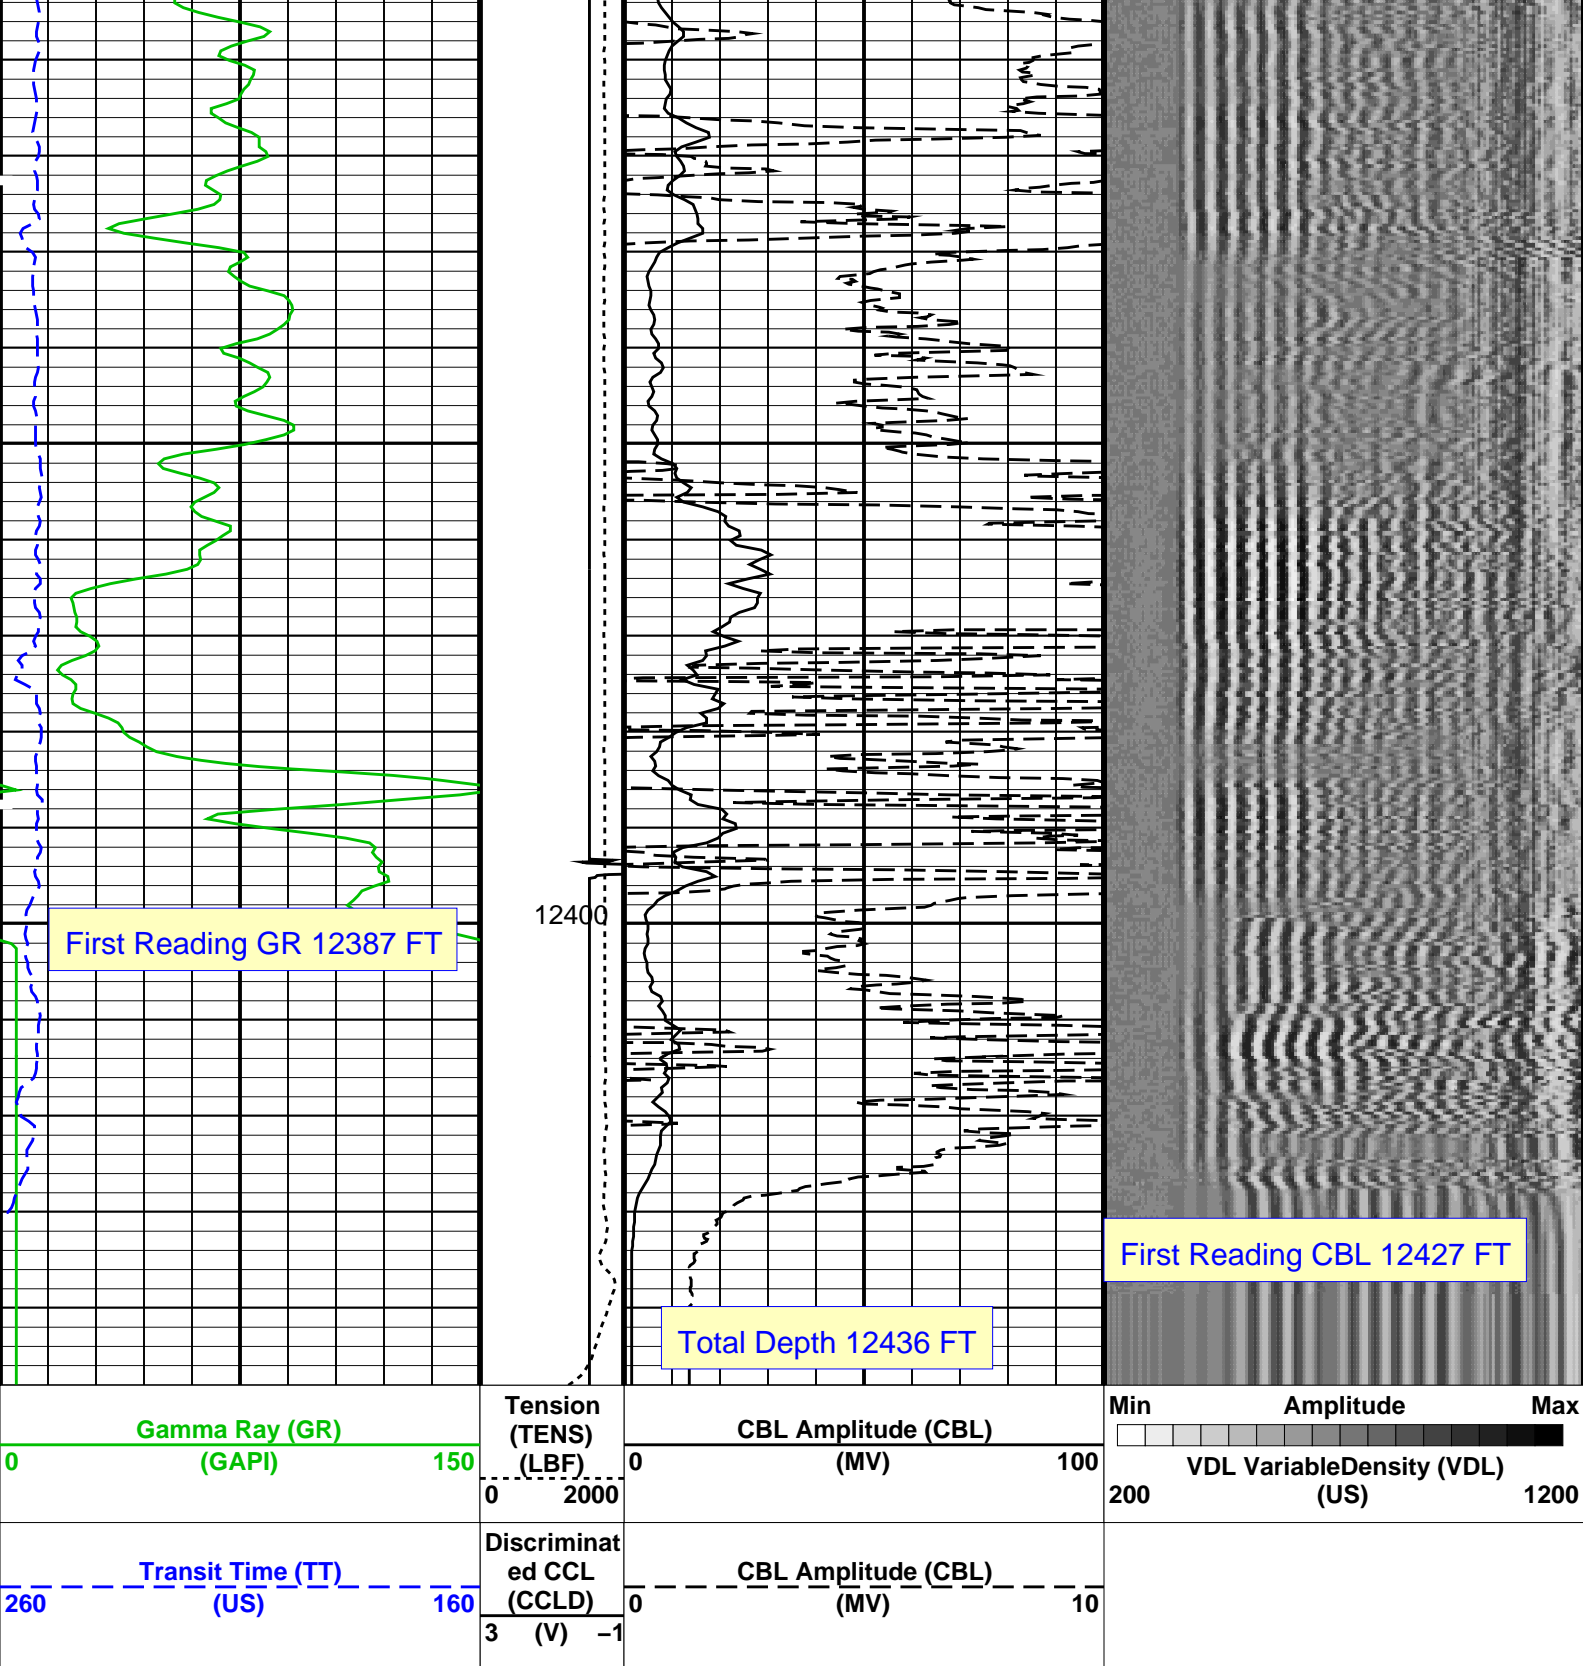 12400
First Reading GR 12387 FT
First Reading CBL 12427 FT
Total Depth 12436 FT
Gamma Ray (GR)
0 (GAPI) 150
Tension
(TENS)
(LBF)
0 2000
CBL Amplitude (CBL)
0 (MV) 100
Min Amplitude Max
VDL VariableDensity (VDL)
200 (US) 1200
Transit Time (TT)
260 (US) 160
Discriminat
ed CCL
(CCLD)
3 (V) −1
CBL Amplitude (CBL)
0 (MV) 10